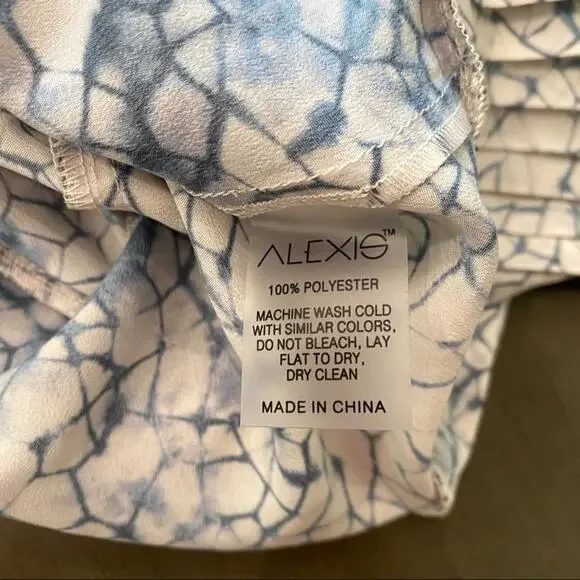 ALEXIS™
100% POLYESTER
MACHINE WASH COLD
WITH SIMILAR COLORS,
DO NOT BLEACH, LAY
FLAT TO DRY,
DRY CLEAN
MADE IN CHINA